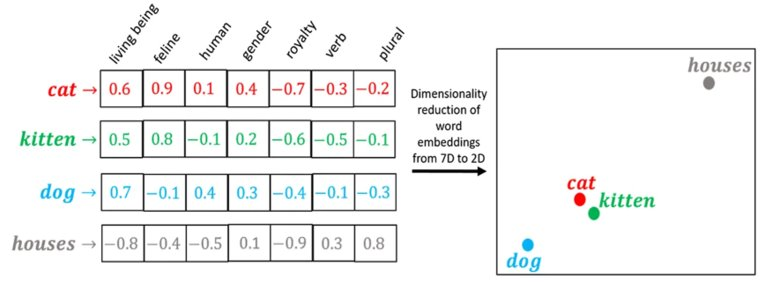 living being feline human gender royalty verb plural
cat → 0.6 0.9 0.1 0.4 −0.7 −0.3 −0.2
kitten → 0.5 0.8 −0.1 0.2 −0.6 −0.5 −0.1
dog → 0.7 −0.1 0.4 0.3 −0.4 −0.1 −0.3
houses → −0.8 −0.4 −0.5 0.1 −0.9 0.3 0.8
Dimensionality
reduction of
word
embeddings
from 7D to 2D
houses
cat
kitten
dog